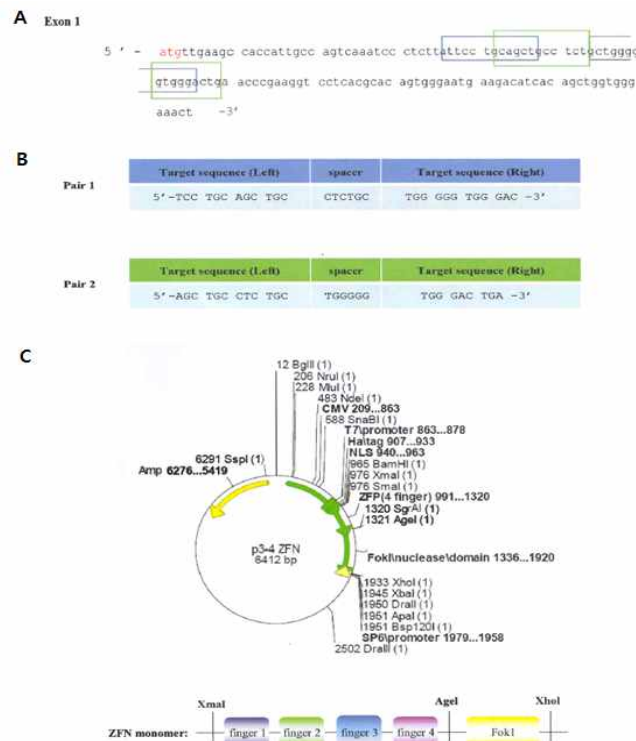 A
Exon 1
5 ' - atgttgaagc caccattgcc agtcaaatcc ctcttattcc tgcagctgcc tctgctgggg
gtgggactga acccgaaggt cctcacgcac agtgggaatg aagacatcac agctggtggg
aaact -3'
B
Pair 1
Target sequence (Left) spacer Target sequence (Right)
5'-TCC TGC AGC TGC CTCTGC TGG GGG TGG GAC -3'
Pair 2
Target sequence (Left) spacer Target sequence (Right)
5'-AGC TGC CTC TGC TGGGGG TGG GAC TGA -3'
C
12 BglII (1)
206 NruI (1)
228 MluI (1)
483 NdeI (1)
CMV 209...863
588 SnaBI (1)
T7\promoter 863...878
Ha\tag 907...933
NLS 940...963
965 BamHI (1)
976 XmaI (1)
976 SmaI (1)
ZFP(4 finger) 991...1320
1320 SgrAI (1)
1321 AgeI (1)
FokI\nuclease\domain 1336...1920
1933 XhoI (1)
1945 XbaI (1)
1950 DraII (1)
1951 ApaI (1)
1951 Bsp120I (1)
SP6\promoter 1979...1958
2502 DraIII (1)
6291 SspI (1)
Amp 6276...5419
p3-4 ZFN
6412 bp
XmaI AgeI XhoI
ZFN monomer: finger 1 finger 2 finger 3 finger 4 Fok1